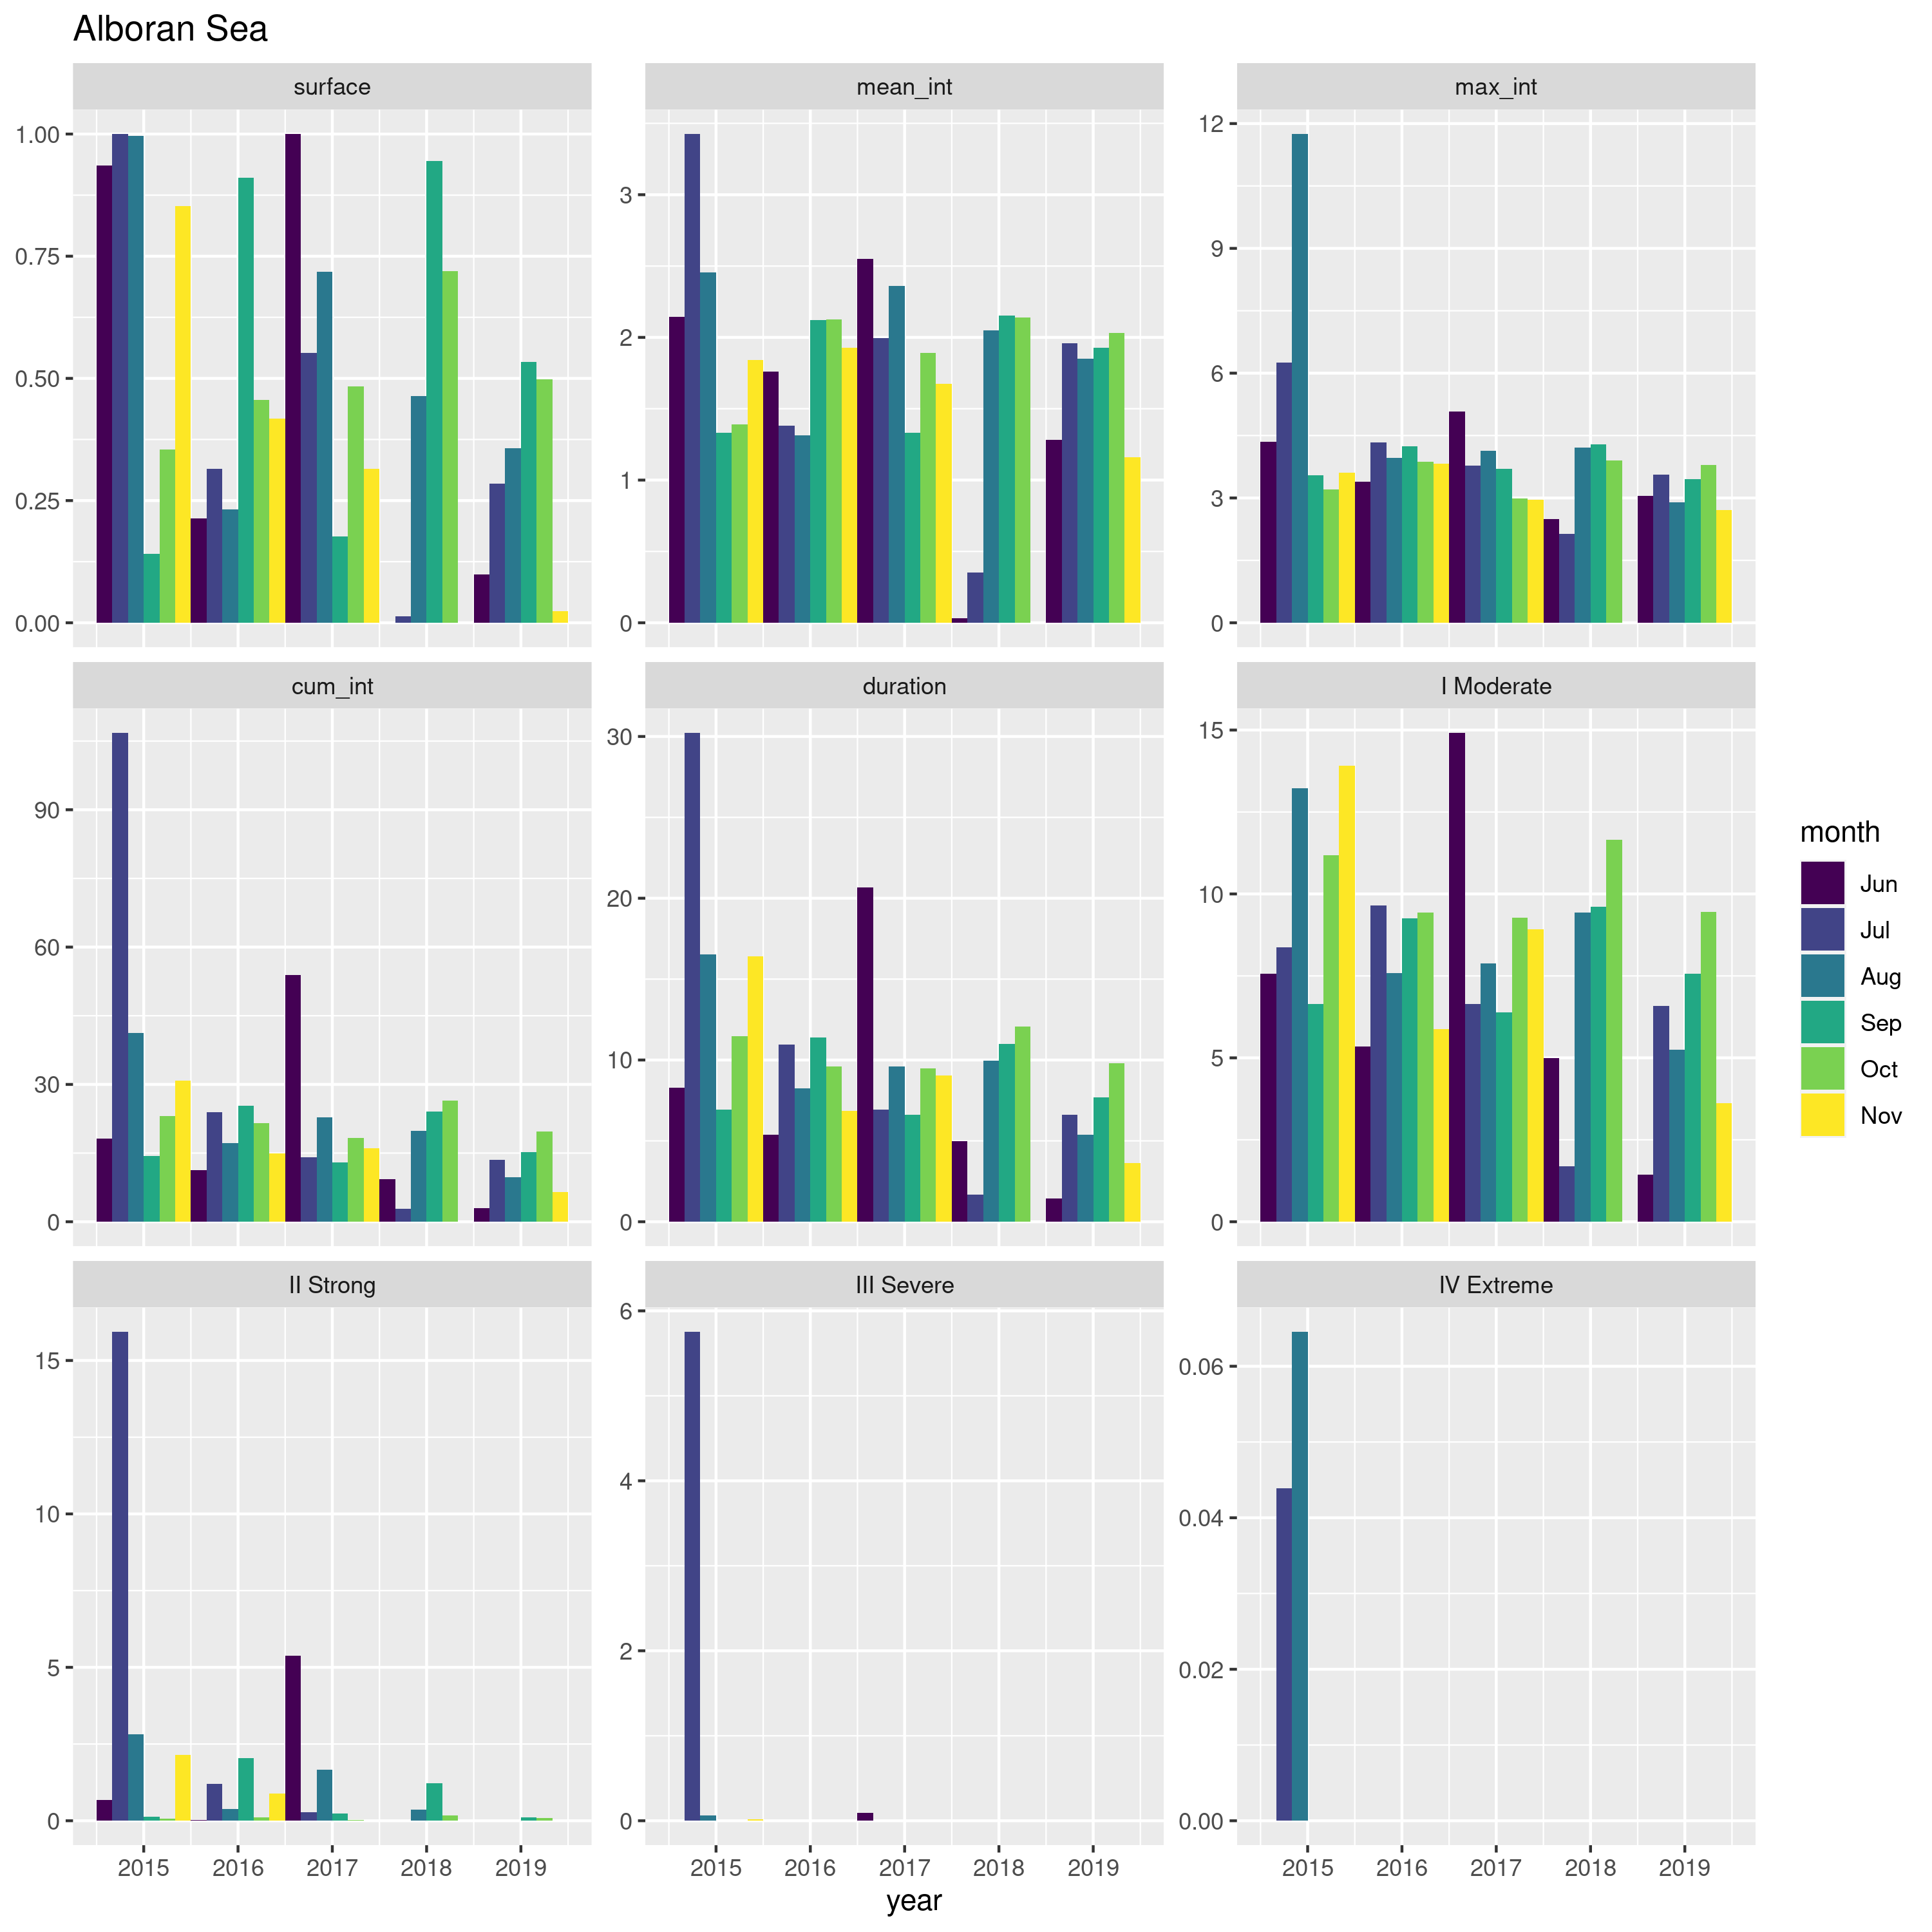 Alboran Sea
surface
mean_int
max_int
1.00
0.75
0.50
0.25
0.00
3
2
1
0
12
9
6
3
0
cum_int
duration
I Moderate
90
60
30
0
30
20
10
0
15
10
5
0
II Strong
III Severe
IV Extreme
15
10
5
0
6
4
2
0
0.06
0.04
0.02
0.00
2015 2016 2017 2018 2019
2015 2016 2017 2018 2019
2015 2016 2017 2018 2019
year
month
Jun
Jul
Aug
Sep
Oct
Nov